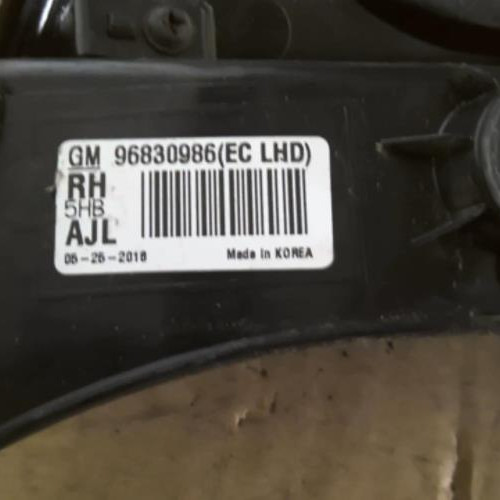 GM 96830986(EC LHD)
RH
5HB
AJL
05-25-2018 Made in KOREA